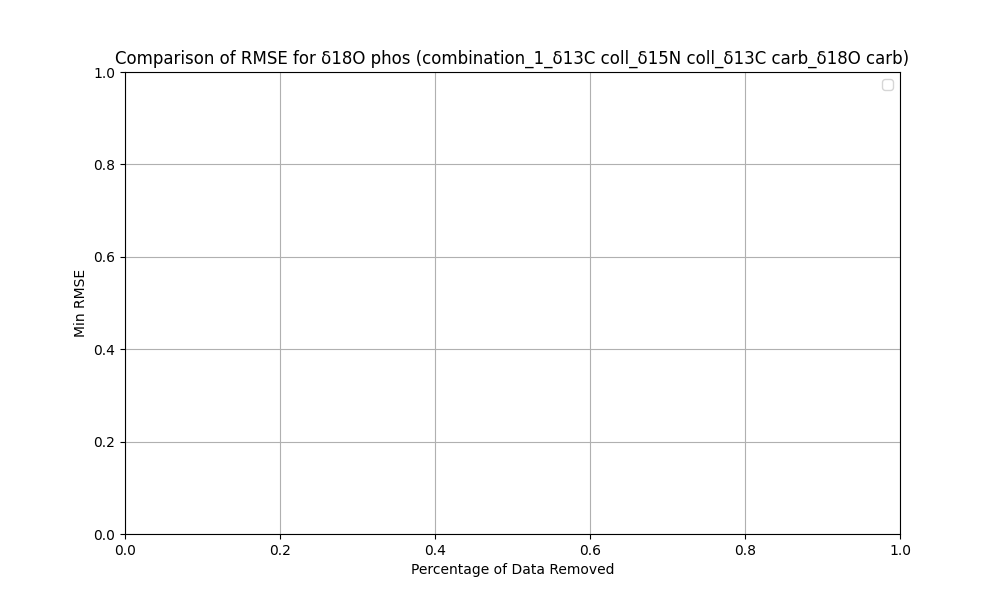 Comparison of RMSE for δ18O phos (combination_1_δ13C coll_δ15N coll_δ13C carb_δ18O carb)
1.0
0.8
0.6
0.4
0.2
0.0
Min RMSE
0.0 0.2 0.4 0.6 0.8 1.0
Percentage of Data Removed